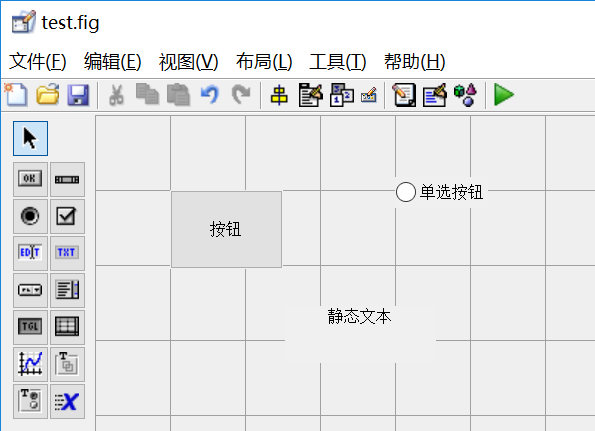 test.fig
文件(F) 编辑(E) 视图(V) 布局(L) 工具(T) 帮助(H)
OK
单选按钮
按钮
EDIT TXT
静态文本
TGL
T
T
X